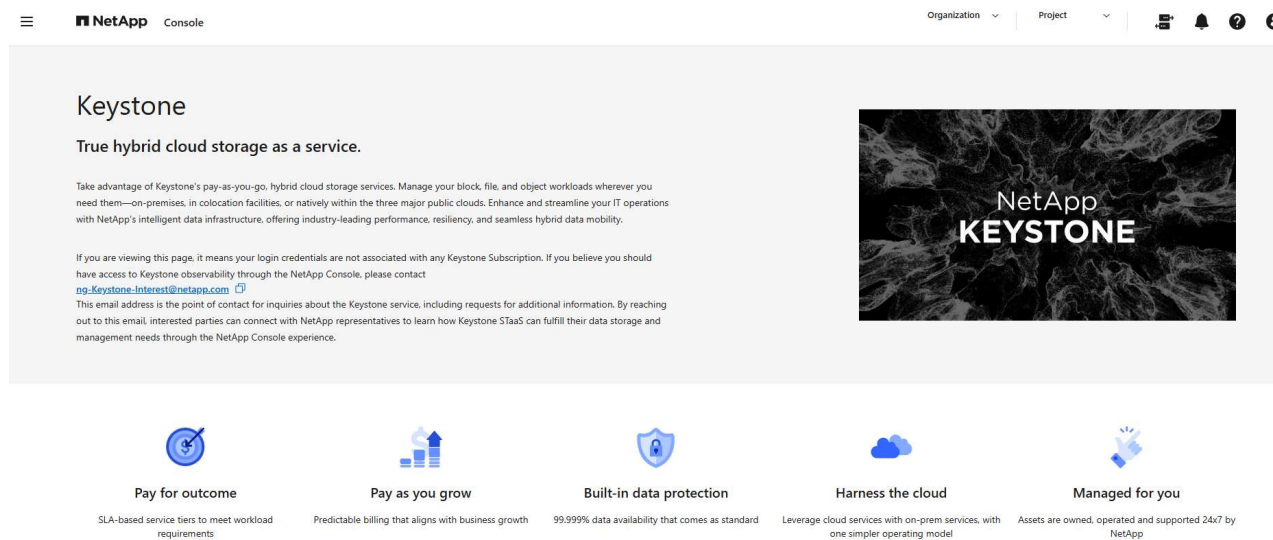 NetApp Console
Organization
Project
Keystone
True hybrid cloud storage as a service.
Take advantage of Keystone's pay-as-you-go, hybrid cloud storage services. Manage your block, file, and object workloads wherever you
need them—on-premises, in colocation facilities, or natively within the three major public clouds. Enhance and streamline your IT operations
with NetApp's intelligent data infrastructure, offering industry-leading performance, resiliency, and seamless hybrid data mobility.
If you are viewing this page, it means your login credentials are not associated with any Keystone Subscription. If you believe you should
have access to Keystone observability through the NetApp Console, please contact
ng-Keystone-Interest@netapp.com
This email address is the point of contact for inquiries about the Keystone service, including requests for additional information. By reaching
out to this email, interested parties can connect with NetApp representatives to learn how Keystone STaaS can fulfill their data storage and
management needs through the NetApp Console experience.
NetApp
KEYSTONE
Pay for outcome
SLA-based service tiers to meet workload
requirements
Pay as you grow
Predictable billing that aligns with business growth
Built-in data protection
99.999% data availability that comes as standard
Harness the cloud
Leverage cloud services with on-prem services, with
one simpler operating model
Managed for you
Assets are owned, operated and supported 24x7 by
NetApp